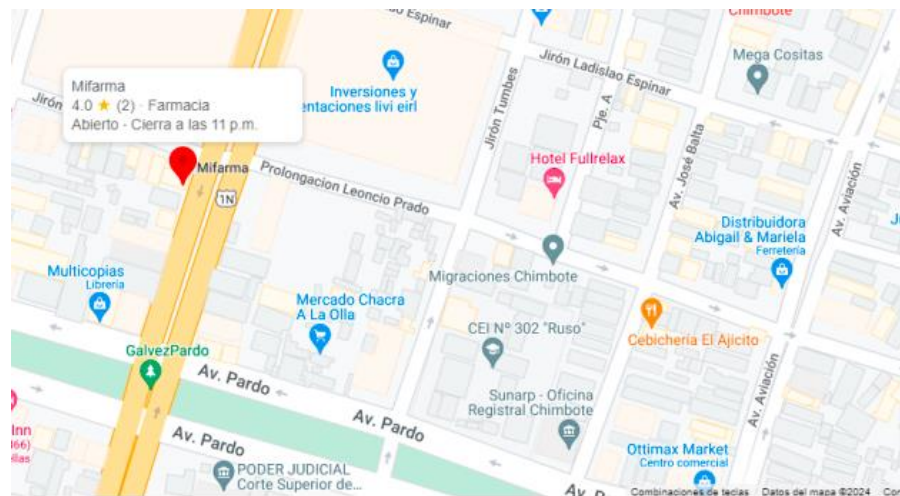 Chimbote
Espinar
Jirón Ladislao Espinar
Mega Cositas
Mifarma
4.0 ★ (2) · Farmacia
Abierto · Cierra a las 11 p.m.
Inversiones y
entaciones livi eirl
Jirón
Jirón Tumbes
Pje. A
Hotel Fullrelax
Av. José Balta
Av. Aviación
Mifarma
1N
Prolongacion Leoncio Prado
Distribuidora
Abigail & Mariela
Ferretería
Migraciones Chimbote
Multicopias
Librería
Mercado Chacra
A La Olla
CEI Nº 302 "Ruso"
Cebichería El Ajicito
GalvezPardo
Av. Pardo
Av. Pardo
Sunarp - Oficina
Registral Chimbote
Av. Aviación
Inn
Av. Pardo
PODER JUDICIAL
Corte Superior de...
Ottimax Market
Centro comercial
Combinaciones de teclas
Datos del mapa ©2024